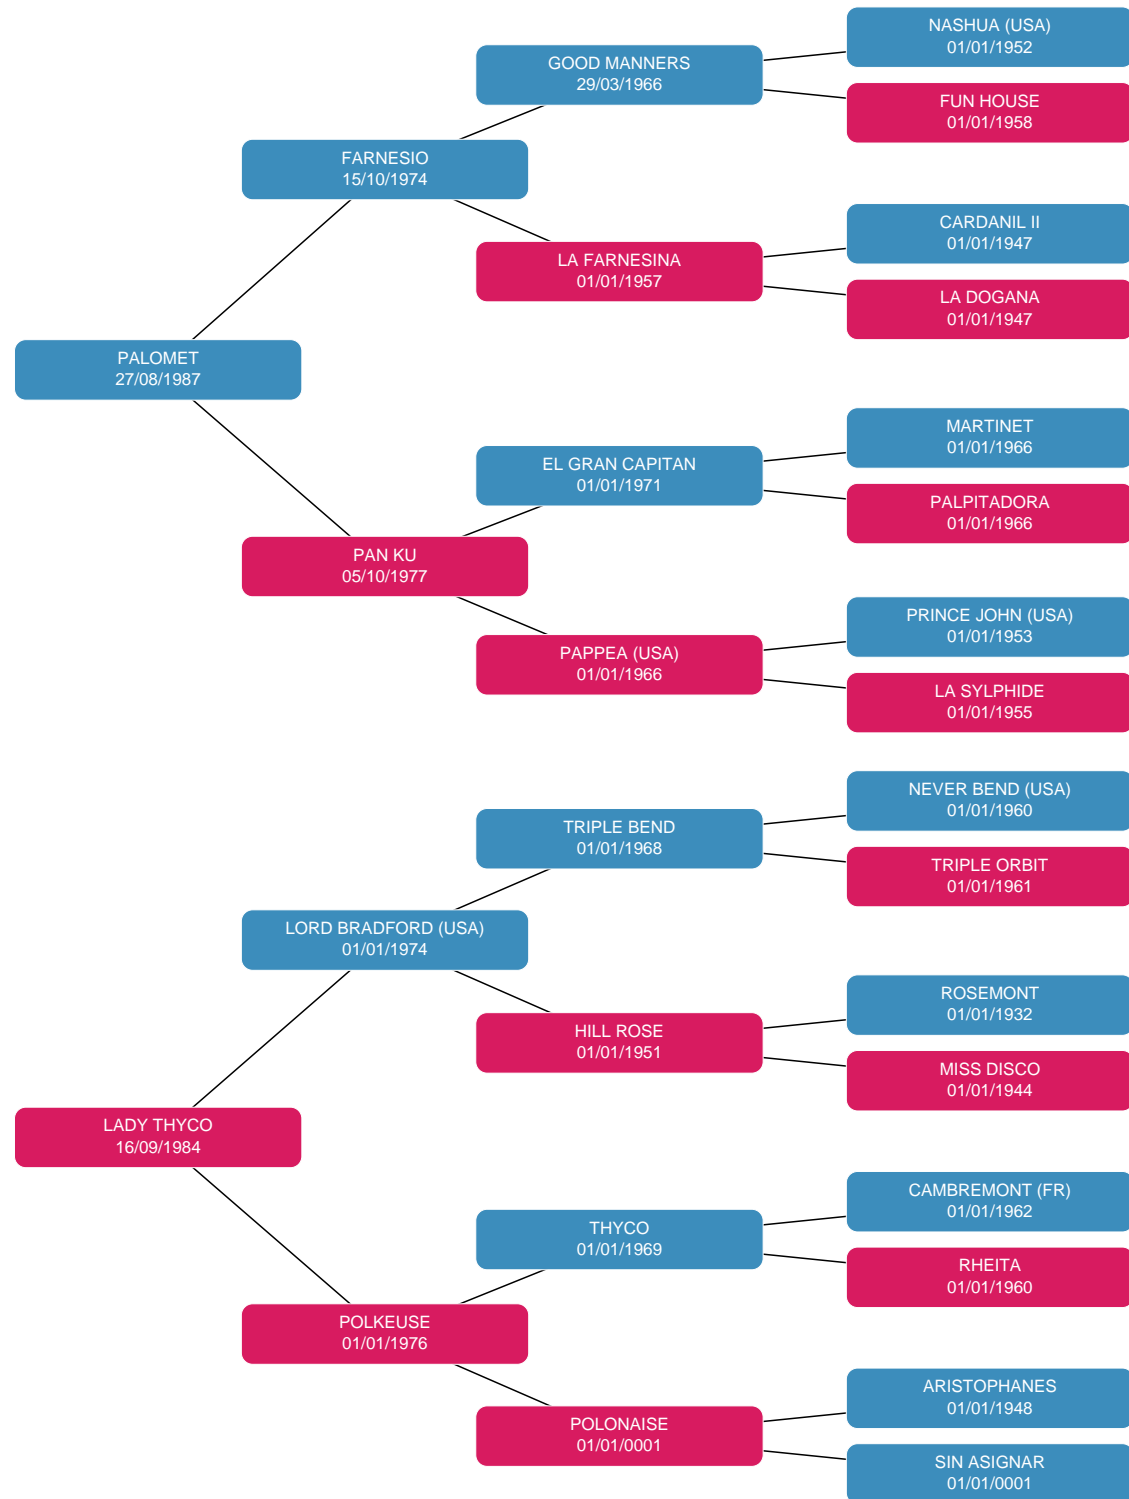 NASHUA (USA)
01/01/1952
GOOD MANNERS
29/03/1966
FUN HOUSE
01/01/1958
FARNESIO
15/10/1974
CARDANIL II
01/01/1947
LA FARNESINA
01/01/1957
LA DOGANA
01/01/1947
PALOMET
27/08/1987
MARTINET
01/01/1966
EL GRAN CAPITAN
01/01/1971
PALPITADORA
01/01/1966
PAN KU
05/10/1977
PRINCE JOHN (USA)
01/01/1953
PAPPEA (USA)
01/01/1966
LA SYLPHIDE
01/01/1955
NEVER BEND (USA)
01/01/1960
TRIPLE BEND
01/01/1968
TRIPLE ORBIT
01/01/1961
LORD BRADFORD (USA)
01/01/1974
ROSEMONT
01/01/1932
HILL ROSE
01/01/1951
MISS DISCO
01/01/1944
LADY THYCO
16/09/1984
CAMBREMONT (FR)
01/01/1962
THYCO
01/01/1969
RHEITA
01/01/1960
POLKEUSE
01/01/1976
ARISTOPHANES
01/01/1948
POLONAISE
01/01/0001
SIN ASIGNAR
01/01/0001